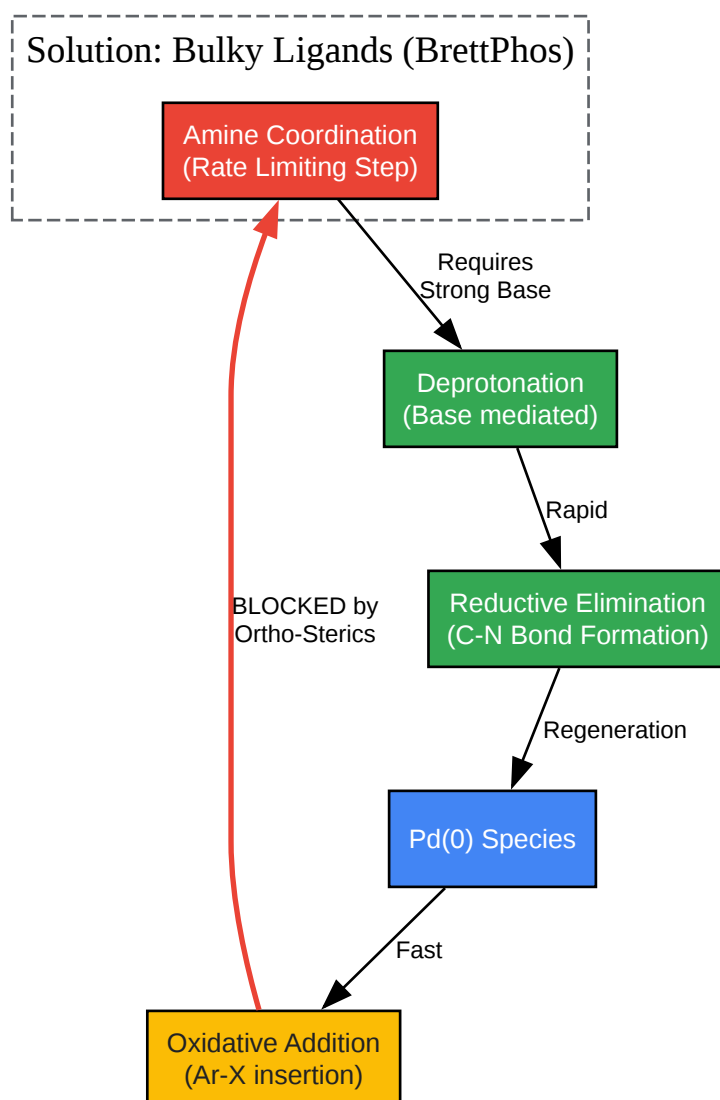 Solution: Bulky Ligands (BrettPhos)
Amine Coordination
(Rate Limiting Step)
Requires
Strong Base
Deprotonation
(Base mediated)
Rapid
Reductive Elimination
(C-N Bond Formation)
BLOCKED by
Ortho-Sterics
Regeneration
Pd(0) Species
Fast
Oxidative Addition
(Ar-X insertion)